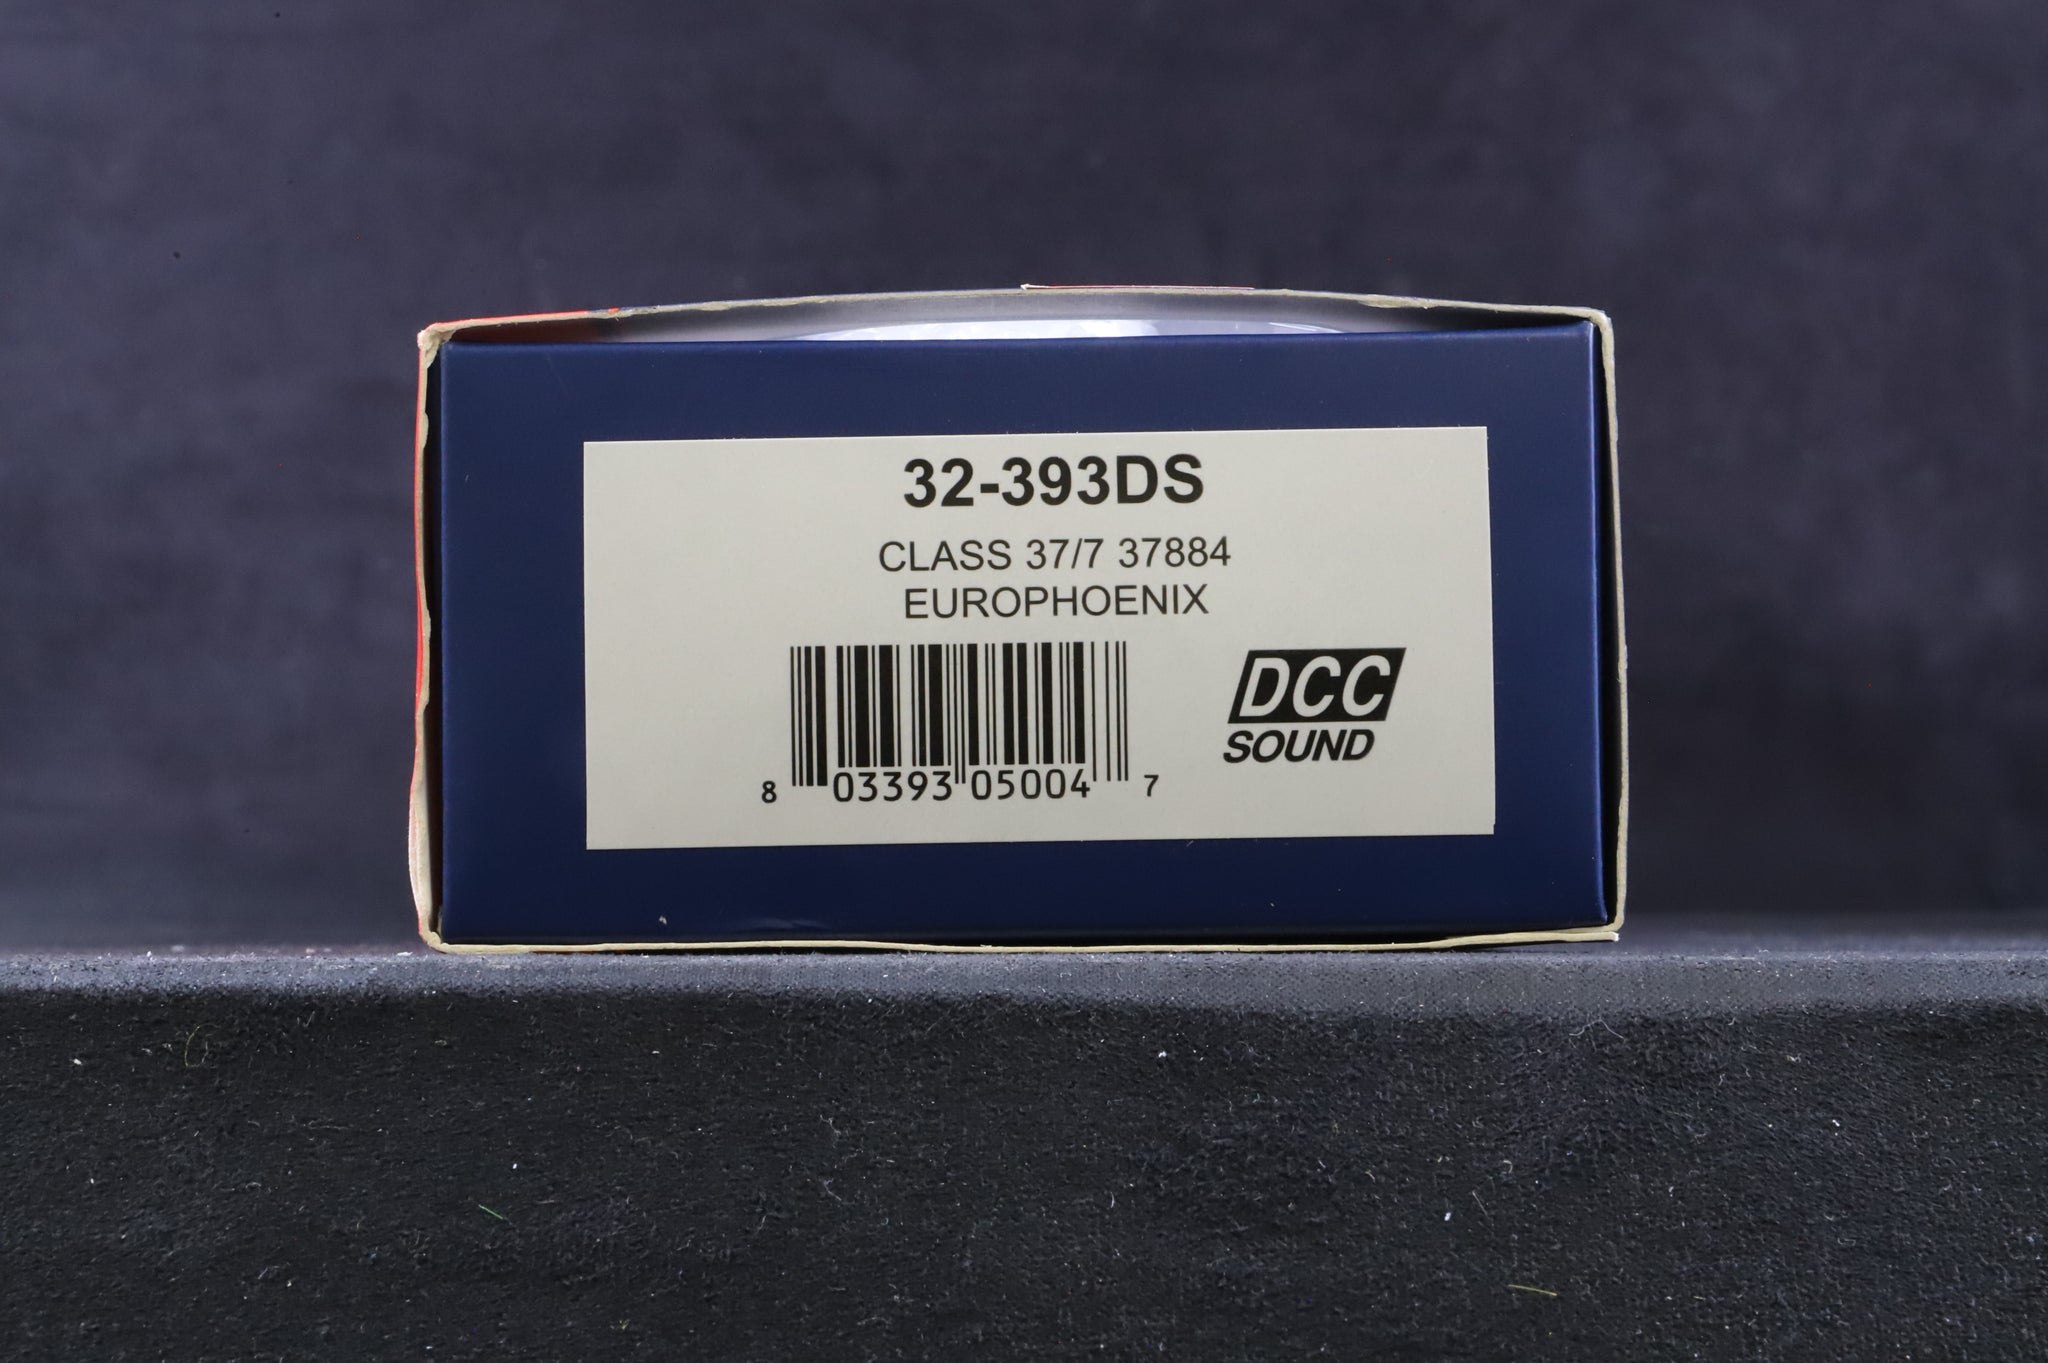 32-393DS
CLASS 37/7 37884
EUROPHOENIX
DCC
SOUND
8 03393 05004 7